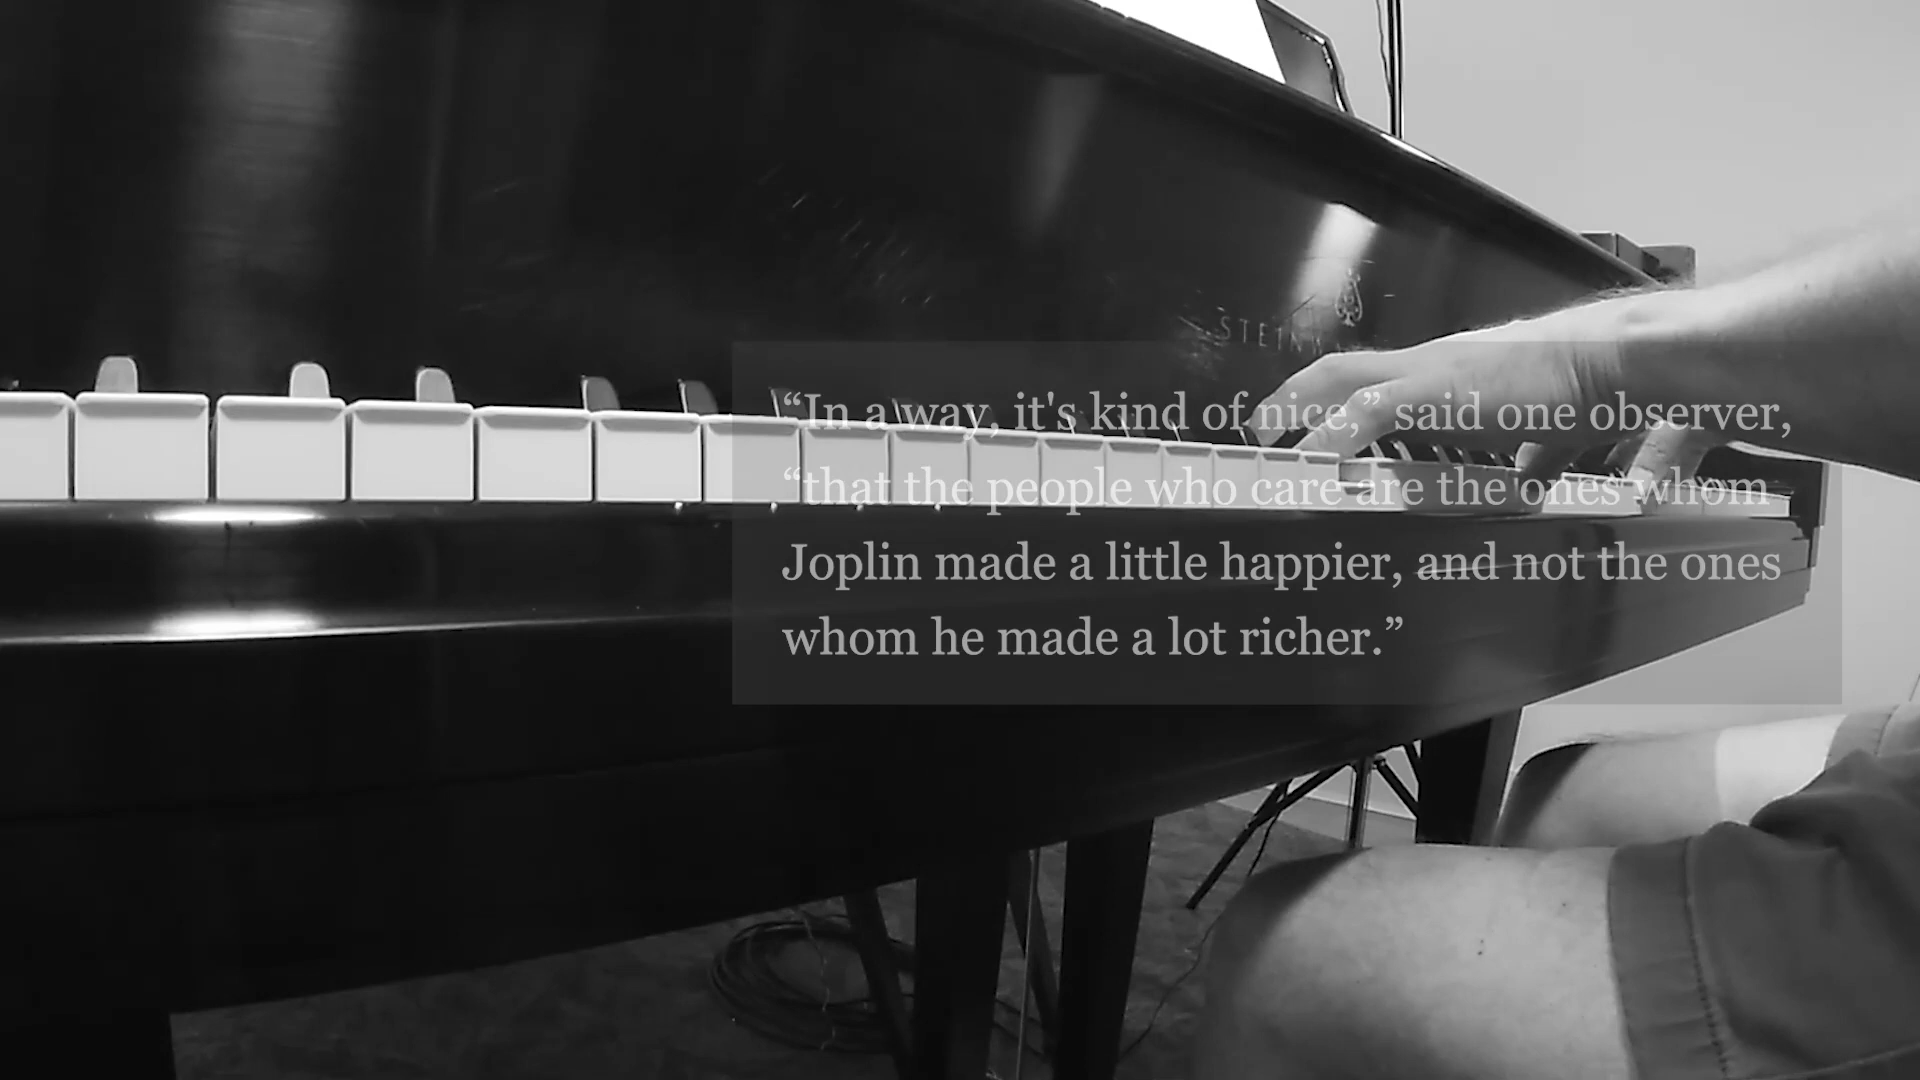 STEINWAY
“In a way, it's kind of nice,” said one observer,
“that the people who care are the ones whom
Joplin made a little happier, and not the ones
whom he made a lot richer.”